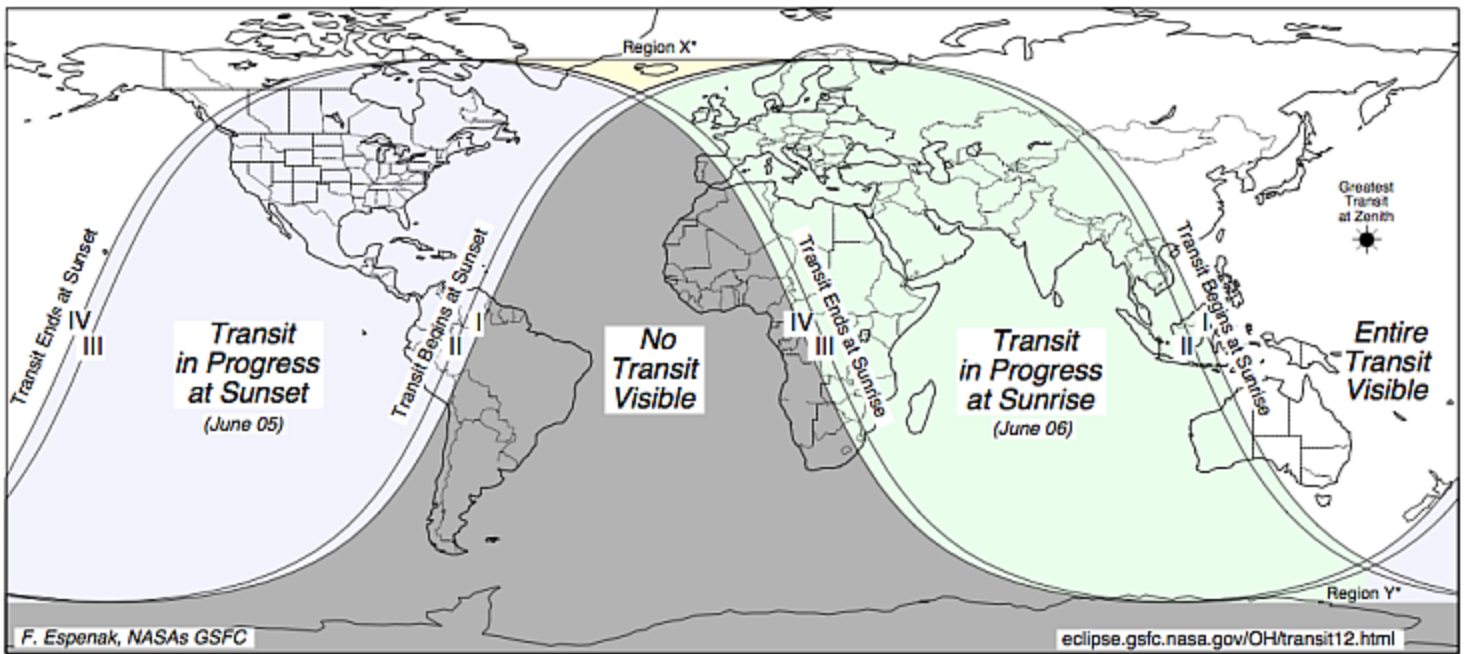 Region X*
Greatest
Transit
at Zenith
Transit Ends at Sunset
IV
III
Transit
in Progress
at Sunset
(June 05)
Transit Begins at Sunset
I
II
No
Transit
Visible
IV
III
Transit Ends at Sunrise
Transit
in Progress
at Sunrise
(June 06)
Transit Begins at Sunrise
I
II
Entire
Transit
Visible
Region Y*
F. Espenak, NASAs GSFC
eclipse.gsfc.nasa.gov/OH/transit12.html